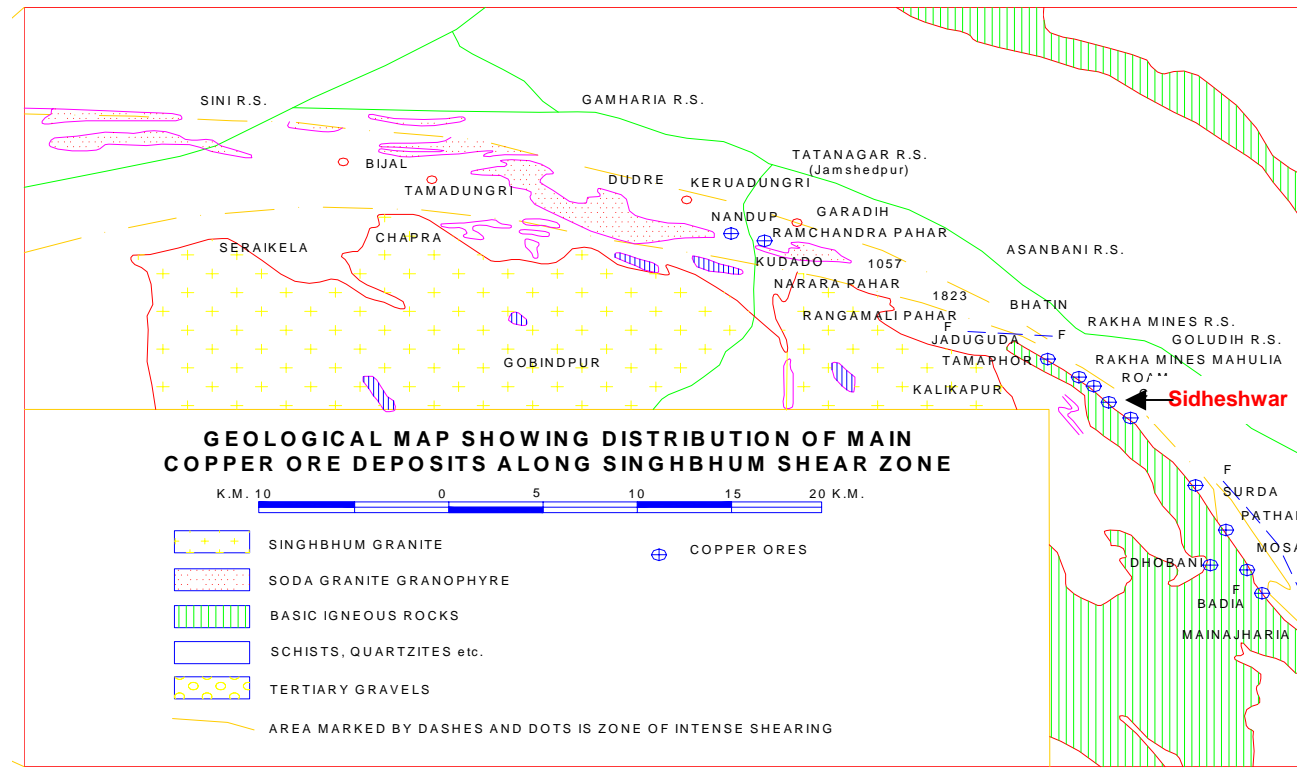 SINI R.S.
GAMHARIA R.S.
BIJAL
TAMADUNGRI
DUDRE
KERUADUNGRI
TATANAGAR R.S.
(Jamshedpur)
NANDUP
GARADIH
RAMCHANDRA PAHAR
SERAIKELA
CHAPRA
KUDADO
1057
ASANBANI R.S.
NARARA PAHAR
1823
BHATIN
RANGAMALI PAHAR
F
F
RAKHA MINES R.S.
JADUGUDA
GOLUDIH R.S.
GOBINDPUR
TAMAPHOR
RAKHA MINES MAHULIA
KALIKAPUR
Sidheshwar
GEOLOGICAL MAP SHOWING DISTRIBUTION OF MAIN
COPPER ORE DEPOSITS ALONG SINGHBHUM SHEAR ZONE
K.M. 10 0 5 10 15 20 K.M.
F
SURDA
SINGHBHUM GRANITE
COPPER ORES
SODA GRANITE GRANOPHYRE
BASIC IGNEOUS ROCKS
SCHISTS, QUARTZITES etc.
TERTIARY GRAVELS
AREA MARKED BY DASHES AND DOTS IS ZONE OF INTENSE SHEARING
DHOBANI
F
BADIA
MAINAJHARIA